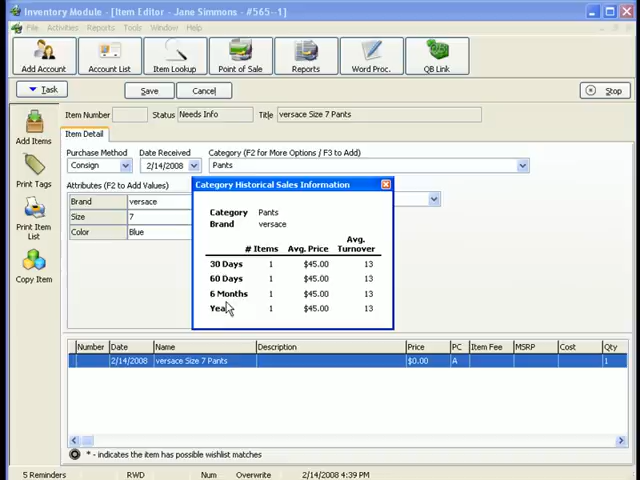 Inventory Module - [Item Editor - Jane Simmons - #565--1]
File Activities Reports Tools Window Help
Add Account Account List Item Lookup Point of Sale Reports Word Proc. QB Link
Task Save Cancel Stop
Item Number Status Needs Info Title versace Size 7 Pants
Add Items
Print Tags
Print Item List
Copy Item
Item Detail
Purchase Method Date Received Category (F2 for More Options / F3 to Add)
Consign 2/14/2008 Pants
Attributes (F2 to Add Values)
Brand versace
Size 7
Color Blue
Category Historical Sales Information
Category Pants
Brand versace
# Items Avg. Price Avg. Turnover
30 Days 1 $45.00 13
60 Days 1 $45.00 13
6 Months 1 $45.00 13
Year 1 $45.00 13
Number Date Name Description Price PC Item Fee MSRP Cost Qty
2/14/2008 versace Size 7 Pants $0.00 A 1
* - indicates the item has possible wishlist matches
5 Reminders RWD Num Overwrite 2/14/2008 4:39 PM